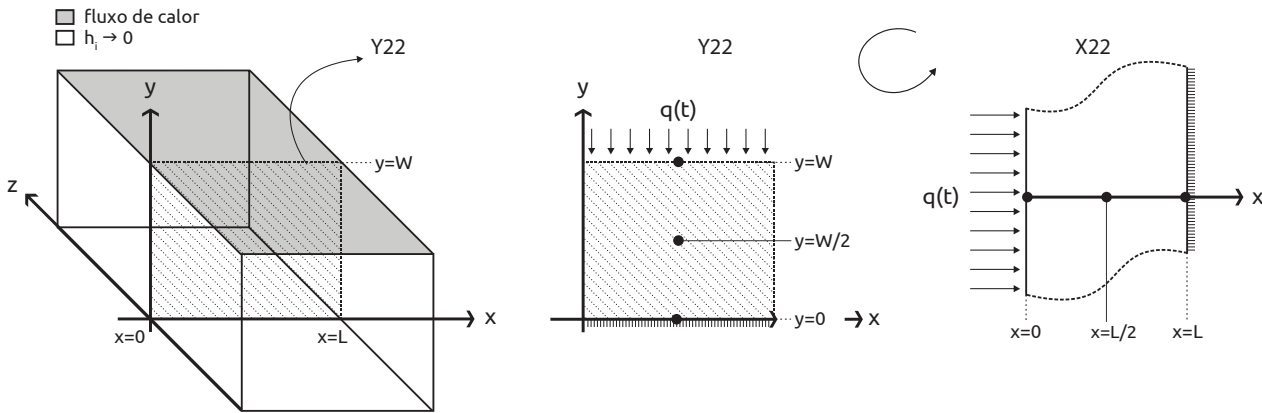 fluxo de calor
hᵢ → 0
Y22
y
y=W
z
x
x=0
x=L
Y22
y
q(t)
y=W
y=W/2
y=0
x
X22
q(t)
x
x=0
x=L/2
x=L